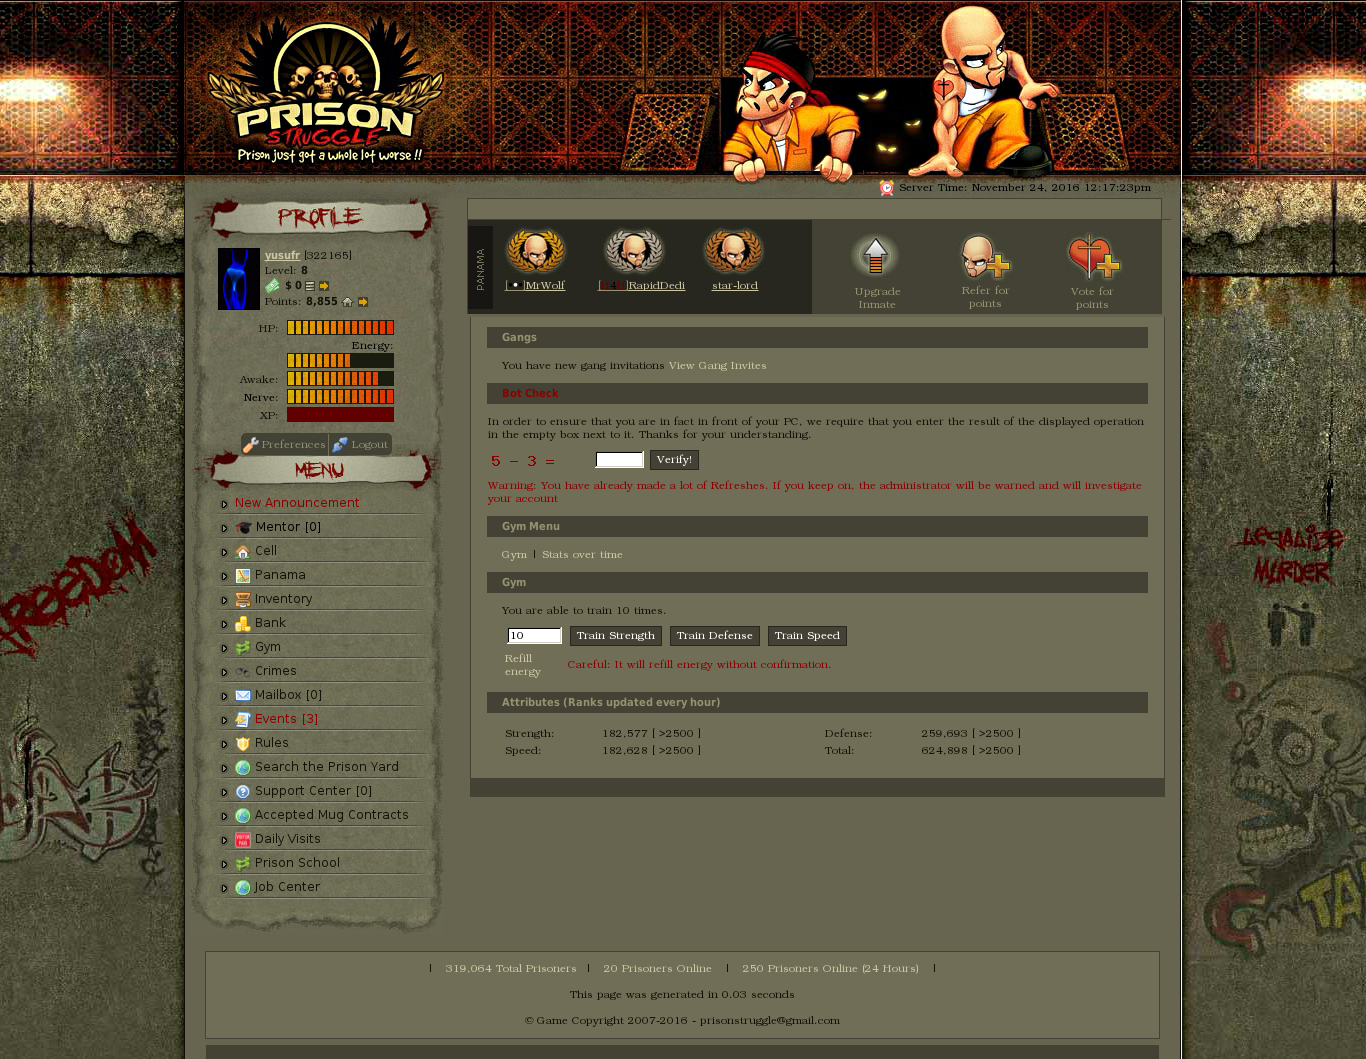 PRISON
STRUGGLE
Prison just got a whole lot worse !!
Server Time: November 24, 2016 12:17:23pm
PROFILE
yusufr [322165]
Level: 8
$ 0
Points: 8,855
HP:
Energy:
Awake:
Nerve:
XP:
Preferences Logout
MENU
New Announcement
Mentor [0]
Cell
Panama
Inventory
Bank
Gym
Crimes
Mailbox [0]
Events [3]
Rules
Search the Prison Yard
Support Center [0]
Accepted Mug Contracts
Daily Visits
Prison School
Job Center
PANAMA
MrWolf
RapidDedi
star-lord
Upgrade
Inmate
Refer for
points
Vote for
points
Gangs
You have new gang invitations View Gang Invites
Bot Check
In order to ensure that you are in fact in front of your PC, we require that you enter the result of the displayed operation
in the empty box next to it. Thanks for your understanding.
5 - 3 = Verify!
Warning: You have already made a lot of Refreshes. If you keep on, the administrator will be warned and will investigate
your account
Gym Menu
Gym | Stats over time
Gym
You are able to train 10 times.
10 Train Strength Train Defense Train Speed
Refill
energy
Careful: It will refill energy without confirmation.
Attributes (Ranks updated every hour)
Strength: 182,577 [ >2500 ] Defense: 259,693 [ >2500 ]
Speed: 182,628 [ >2500 ] Total: 624,898 [ >2500 ]
FREEDOM
LEGALIZE
MURDER
| 319,064 Total Prisoners | 20 Prisoners Online | 250 Prisoners Online (24 Hours) |
This page was generated in 0.03 seconds
© Game Copyright 2007-2016 - prisonstruggle@gmail.com